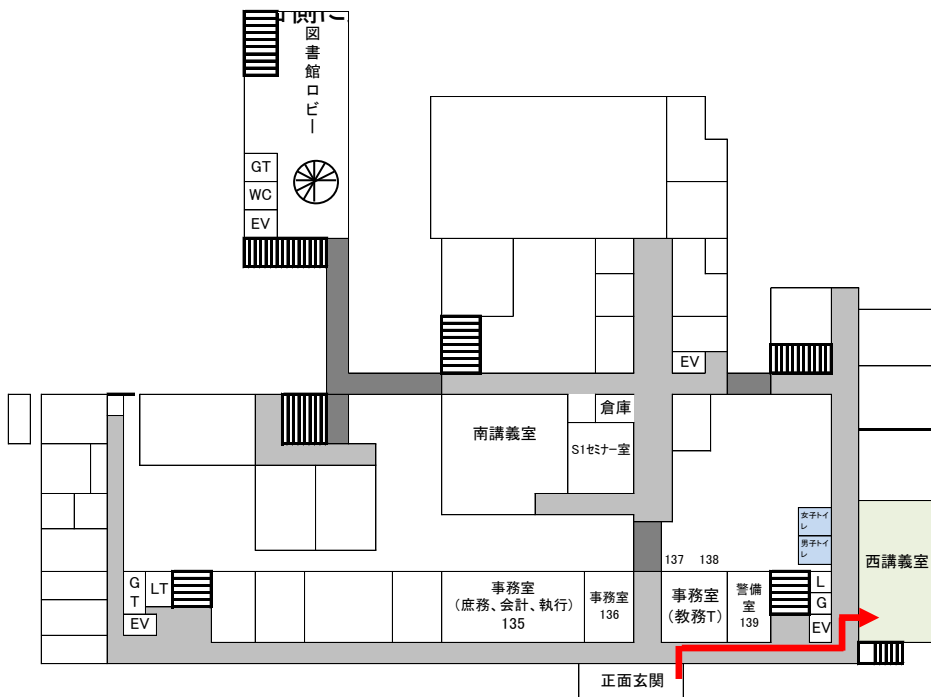 図
書
館
ロ
ビ
ー
GT
WC
EV
EV
倉庫
南講義室
S1ｾﾐﾅｰ室
女子トイ
レ
男子トイ
レ
137 138
西講義室
G
T
LT
EV
事務室
(庶務、会計、執行)
135
事務室
136
事務室
(教務T)
警備
室
139
L
G
EV
正面玄関